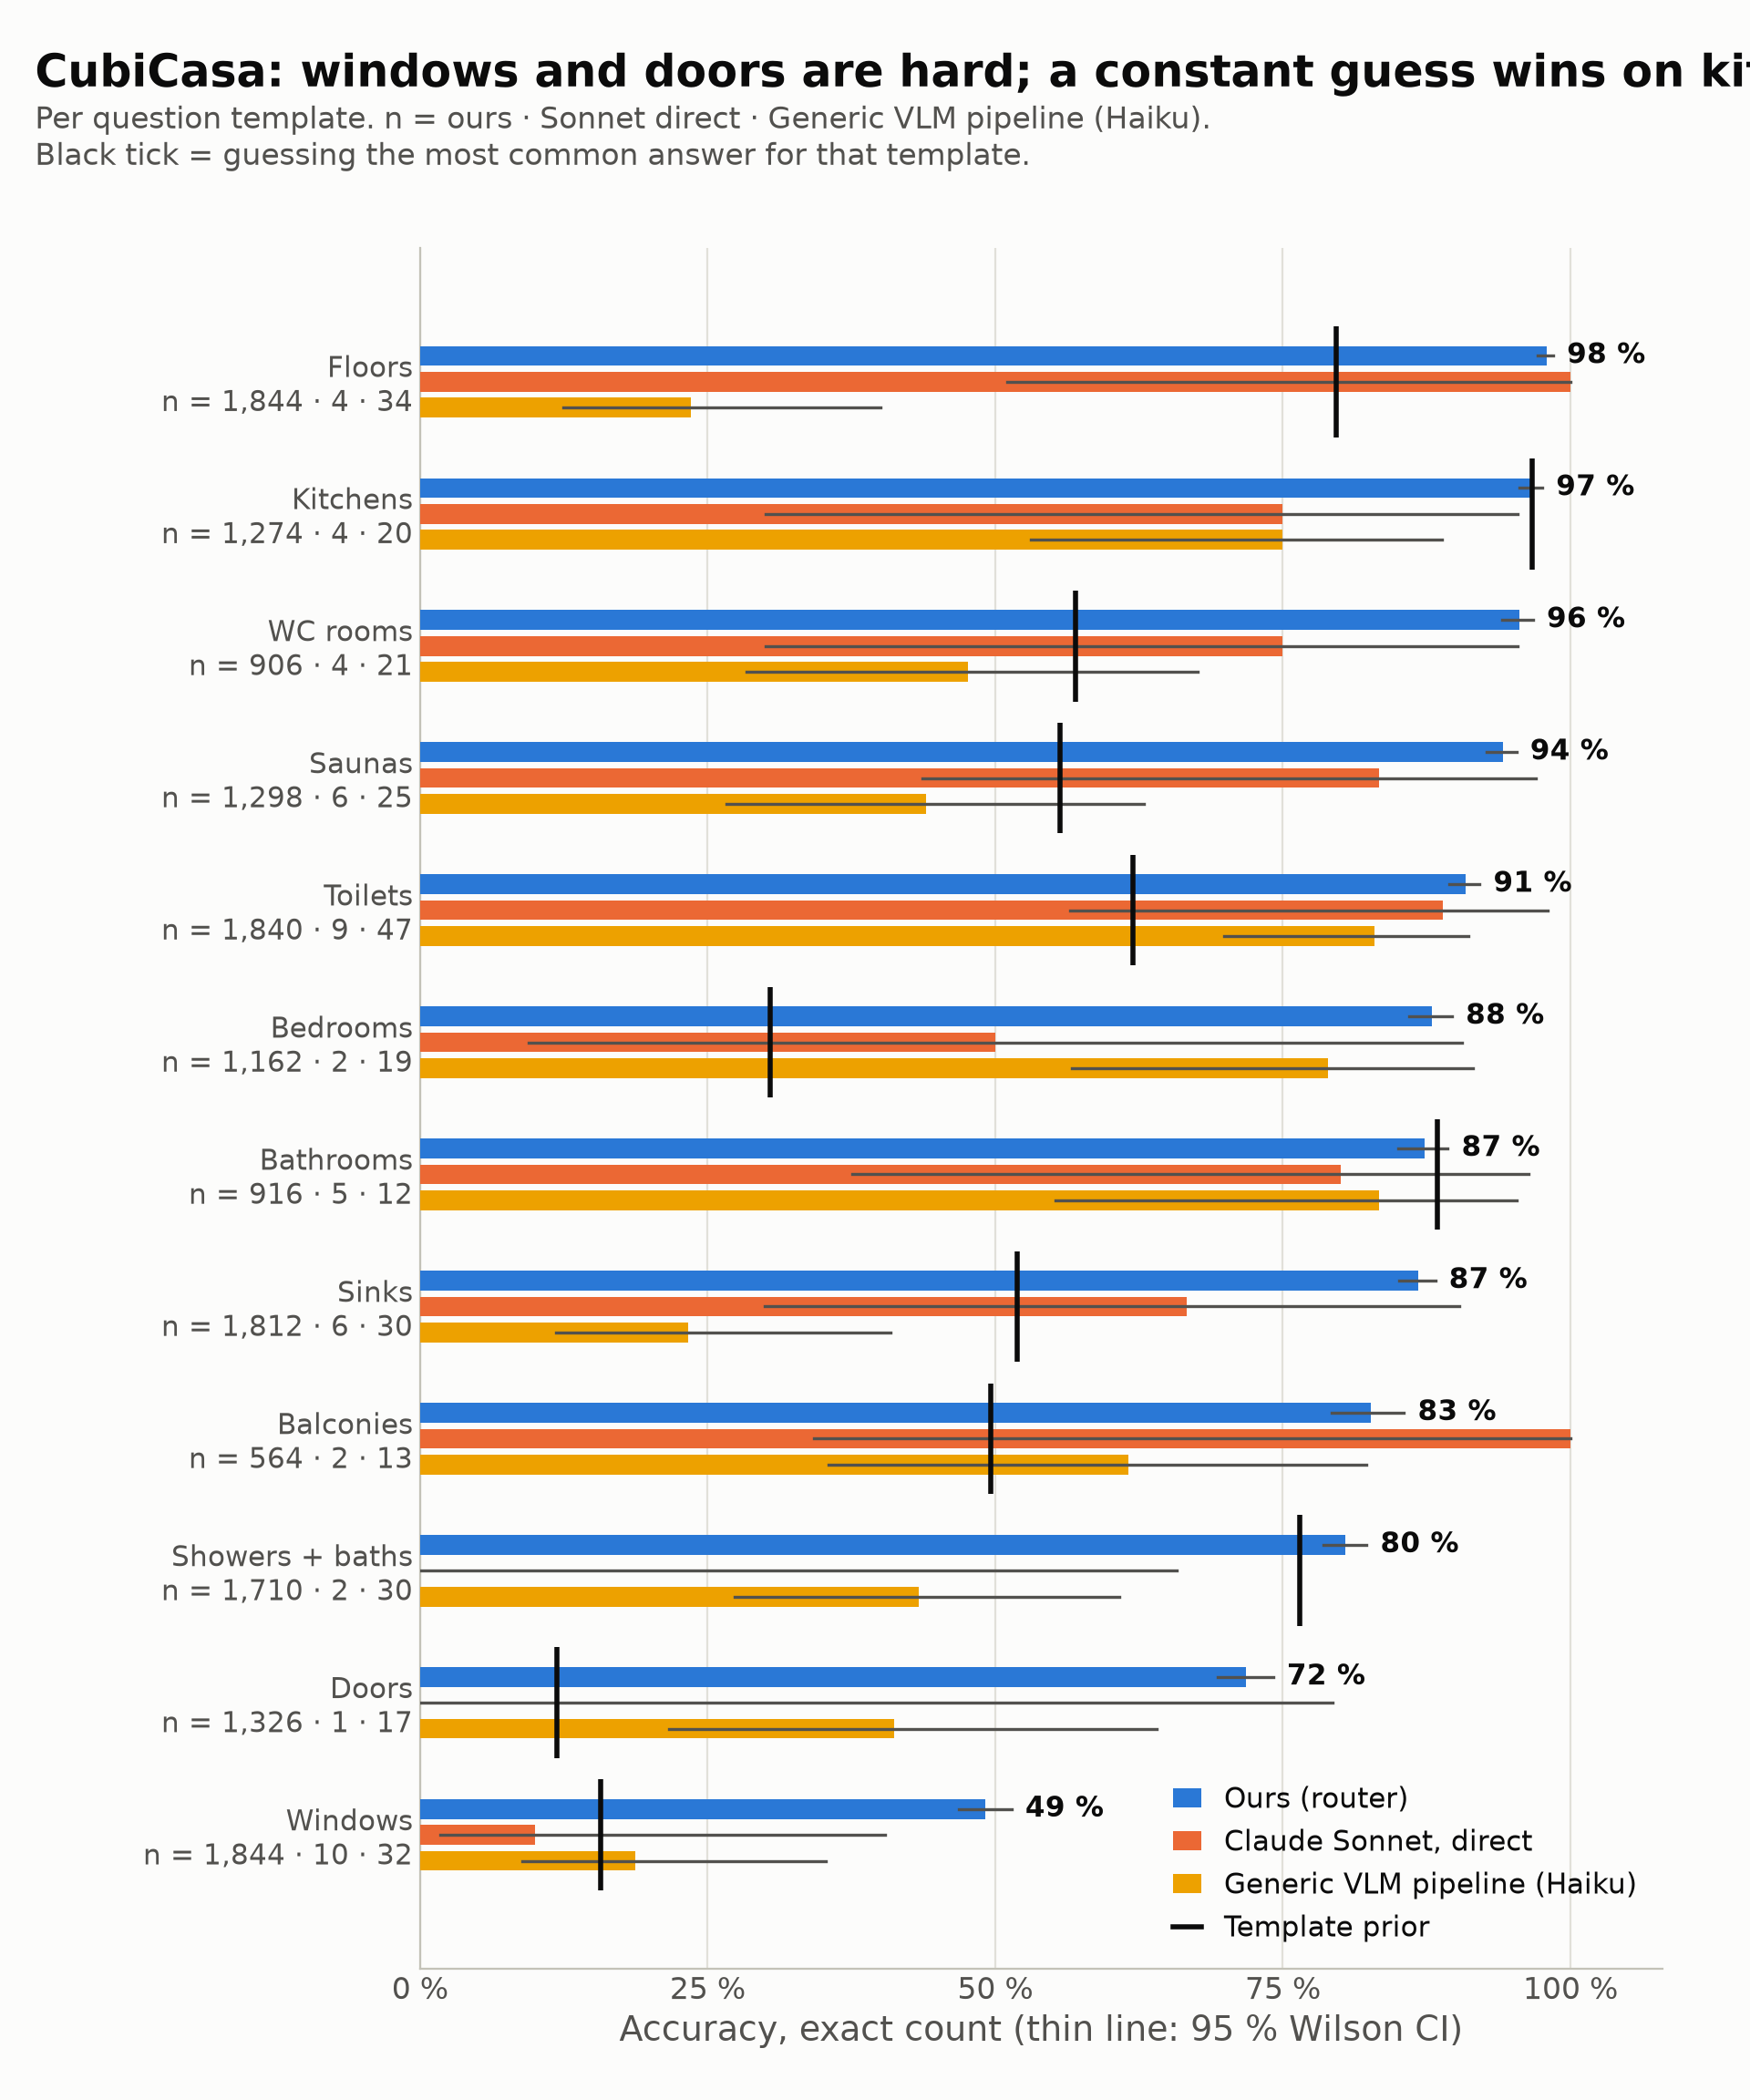 CubiCasa: windows and doors are hard; a constant guess wins on
Per question template. n = ours · Sonnet direct · Generic VLM pipeline (Haiku).
Black tick = guessing the most common answer for that template.
Floors
n = 1,844 · 4 · 34
98 %
Kitchens
n = 1,274 · 4 · 20
97 %
WC rooms
n = 906 · 4 · 21
96 %
Saunas
n = 1,298 · 6 · 25
94 %
Toilets
n = 1,840 · 9 · 47
91 %
Bedrooms
n = 1,162 · 2 · 19
88 %
Bathrooms
n = 916 · 5 · 12
87 %
Sinks
n = 1,812 · 6 · 30
87 %
Balconies
n = 564 · 2 · 13
83 %
Showers + baths
n = 1,710 · 2 · 30
80 %
Doors
n = 1,326 · 1 · 17
72 %
Windows
n = 1,844 · 10 · 32
49 %
Ours (router)
Claude Sonnet, direct
Generic VLM pipeline (Haiku)
Template prior
0 % 25 % 50 % 75 % 100 %
Accuracy, exact count (thin line: 95 % Wilson CI)